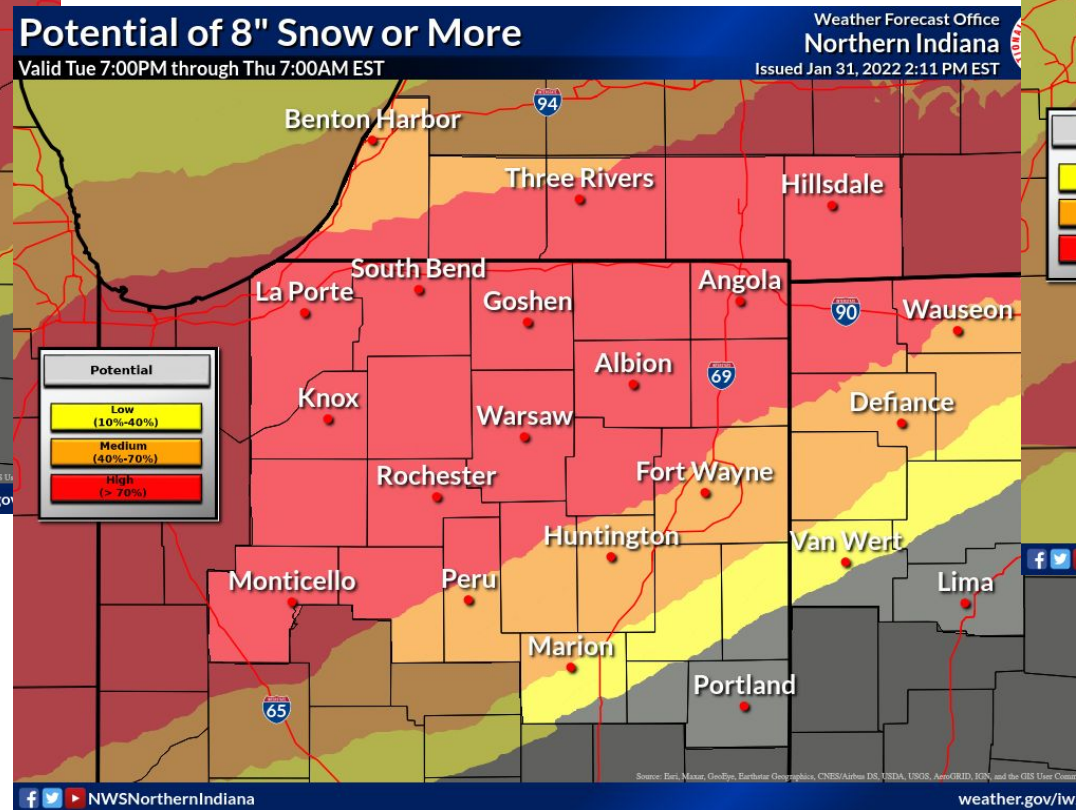 Potential of 8" Snow or More
Valid Tue 7:00PM through Thu 7:00AM EST
Weather Forecast Office
Northern Indiana
Issued Jan 31, 2022 2:11 PM EST
94
Benton Harbor
Three Rivers
Hillsdale
South Bend
La Porte
Goshen
Angola
90
Wauseon
Potential
Low
(10%-40%)
Medium
(40%-70%)
High
(> 70%)
Albion
69
Knox
Warsaw
Defiance
Rochester
Fort Wayne
Huntington
Van Wert
Monticello
Peru
Lima
Marion
Portland
65
Source: Esri, Maxar, GeoEye, Earthstar Geographics, CNES/Airbus DS, USDA, USGS, AeroGRID, IGN, and the GIS User
NWSNorthernIndiana
weather.gov/iw